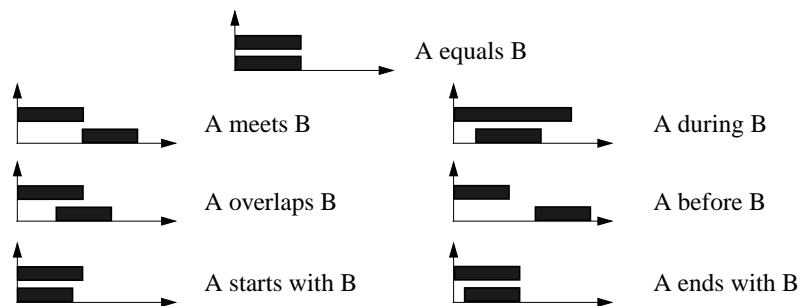 A equals B
A meets B
A during B
A overlaps B
A before B
A starts with B
A ends with B